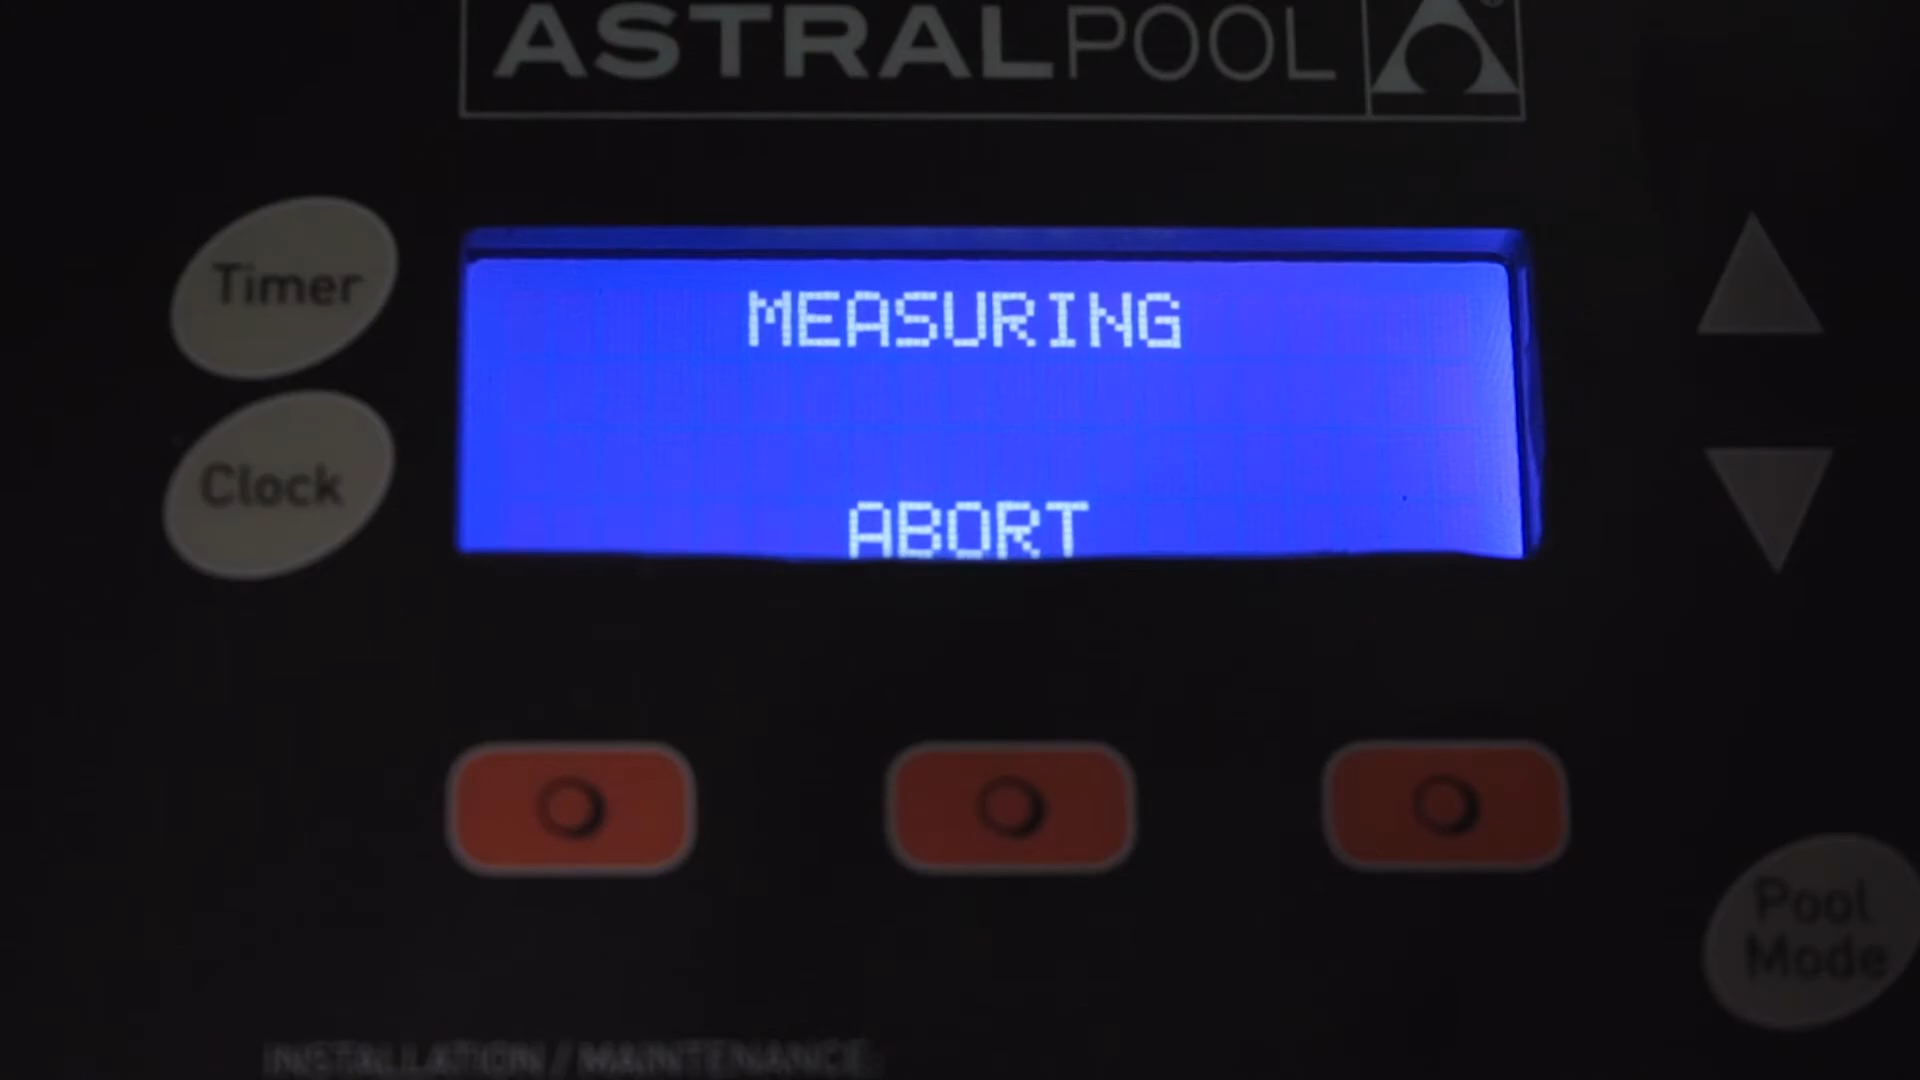 ASTRALPOOL
Timer
MEASURING
Clock
ABORT
Pool
Mode
INSTALLATION / MAINTENANCE